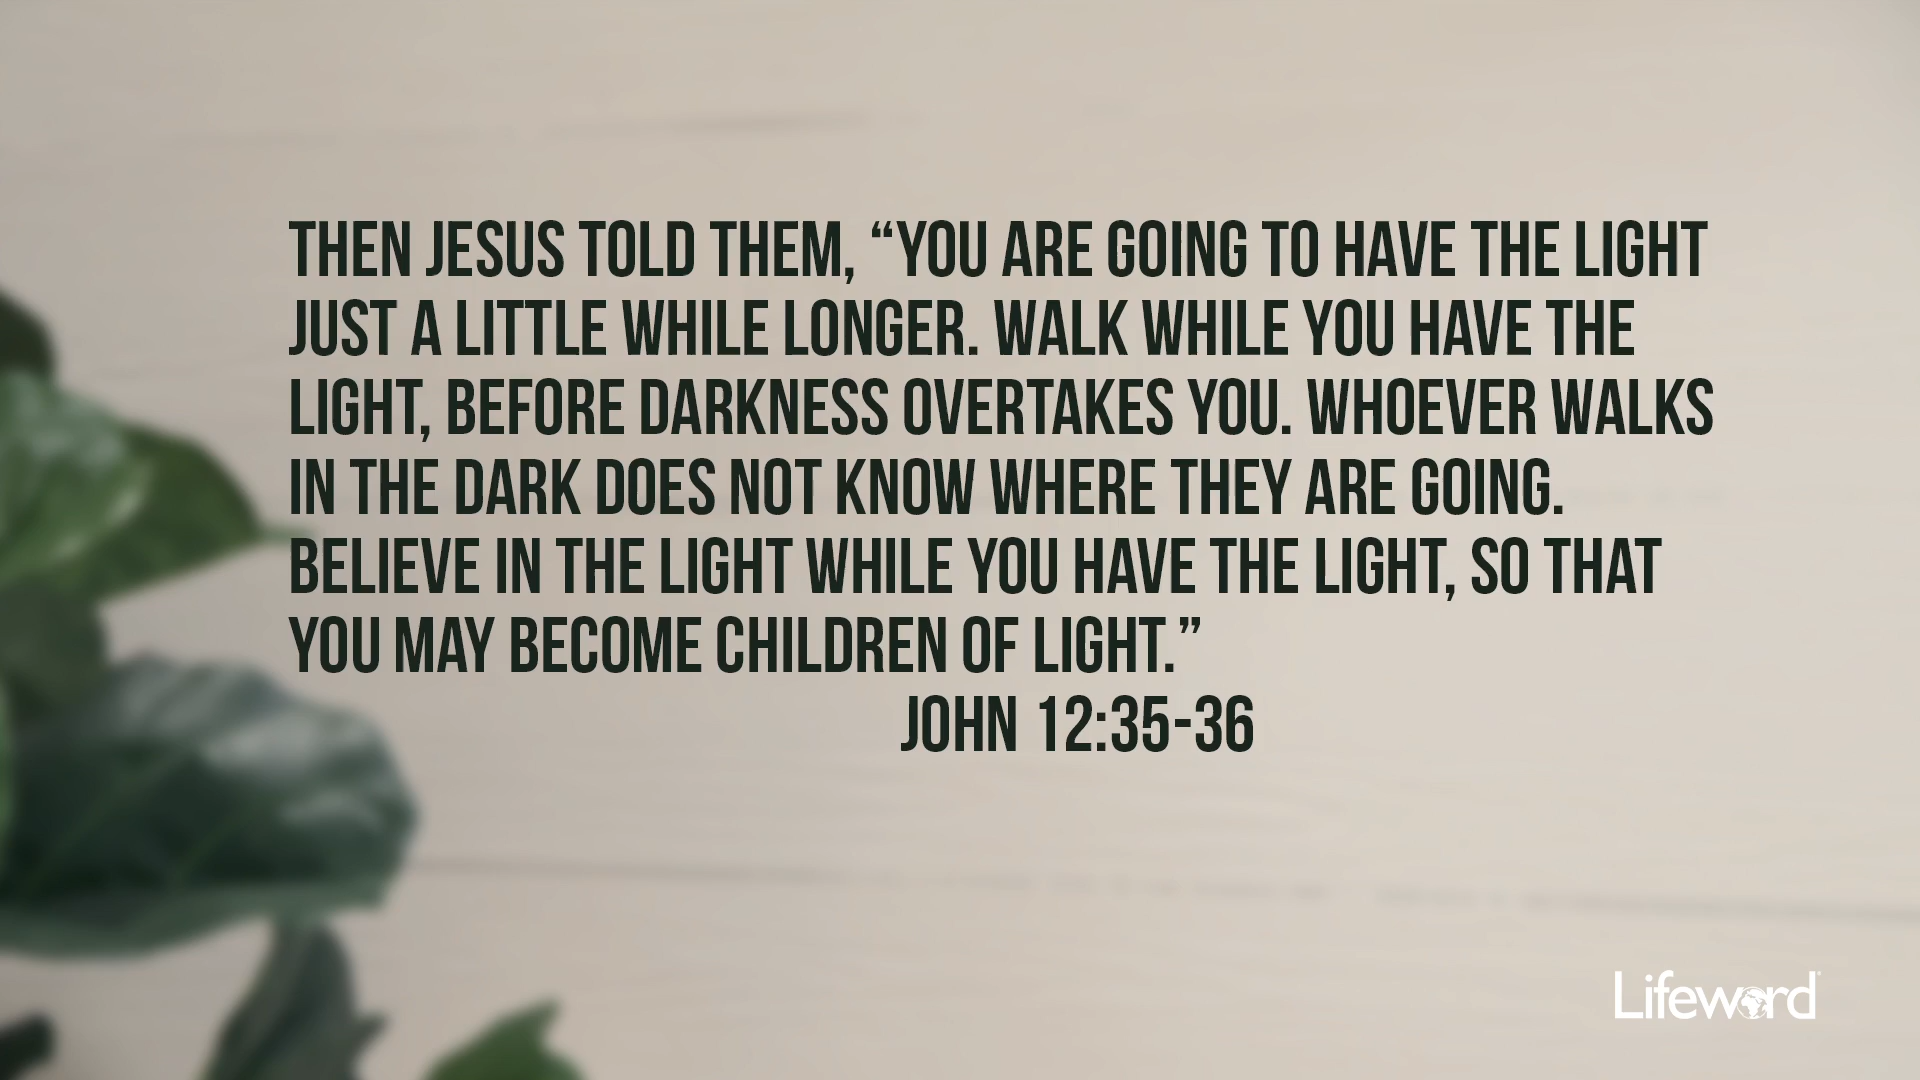 THEN JESUS TOLD THEM, “YOU ARE GOING TO HAVE THE LIGHT
JUST A LITTLE WHILE LONGER. WALK WHILE YOU HAVE THE
LIGHT, BEFORE DARKNESS OVERTAKES YOU. WHOEVER WALKS
IN THE DARK DOES NOT KNOW WHERE THEY ARE GOING.
BELIEVE IN THE LIGHT WHILE YOU HAVE THE LIGHT, SO THAT
YOU MAY BECOME CHILDREN OF LIGHT.”
JOHN 12:35-36
Lifeword